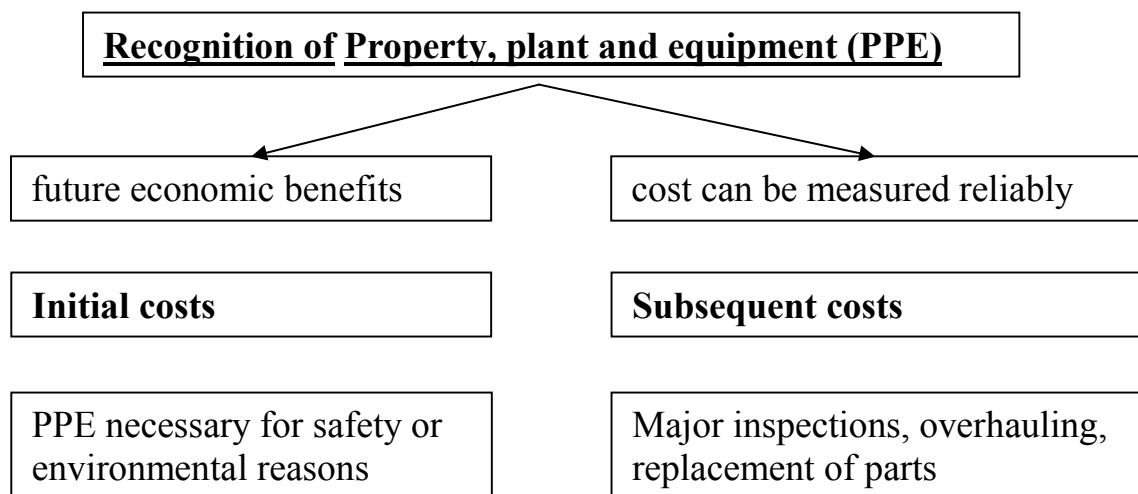 Recognition of Property, plant and equipment (PPE)
future economic benefits
cost can be measured reliably
Initial costs
Subsequent costs
PPE necessary for safety or
environmental reasons
Major inspections, overhauling,
replacement of parts